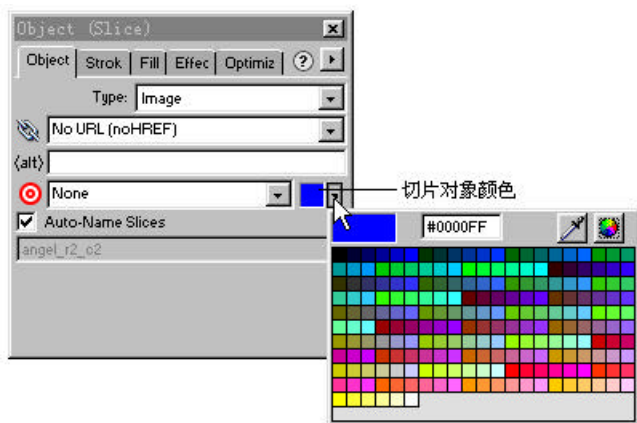 Object (Slice)
Object Strok Fill Effec Optimiz ?
Type: Image
No URL (noHREF)
<alt>
None
切片对象颜色
Auto-Name Slices
#0000FF
angel_r2_c2